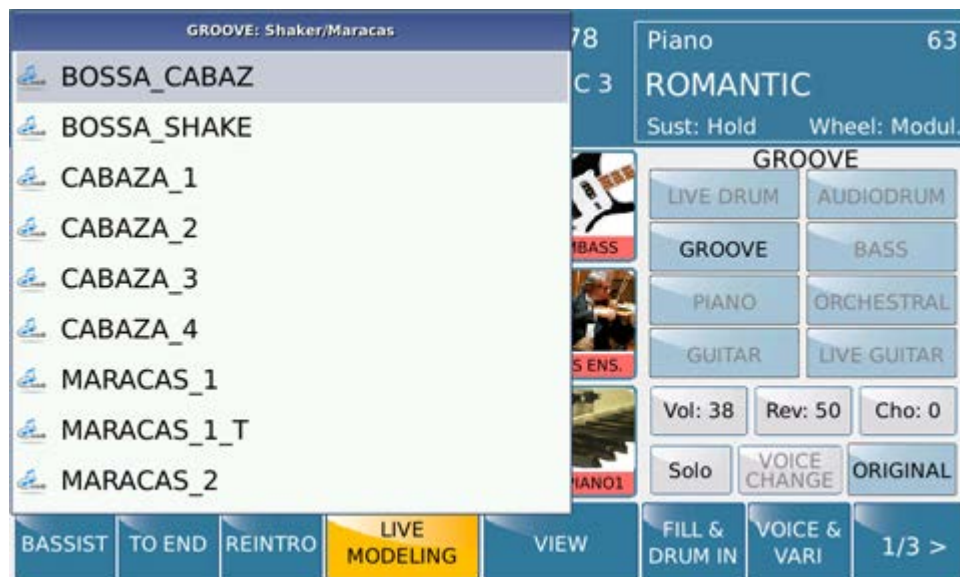 GROOVE: Shaker/Maracas
BOSSA_CABAZ
BOSSA_SHAKE
CABAZA_1
CABAZA_2
CABAZA_3
CABAZA_4
MARACAS_1
MARACAS_1_T
MARACAS_2
78
C 3
Piano 63
ROMANTIC
Sust: Hold Wheel: Modul.
GROOVE
LIVE DRUM AUDIODRUM
GROOVE BASS
PIANO ORCHESTRAL
GUITAR LIVE GUITAR
Vol: 38 Rev: 50 Cho: 0
Solo VOICE CHANGE ORIGINAL
S ENS.
IANO1
BASSIST TO END REINTRO LIVE MODELING VIEW FILL & DRUM IN VOICE & VARI 1/3 >